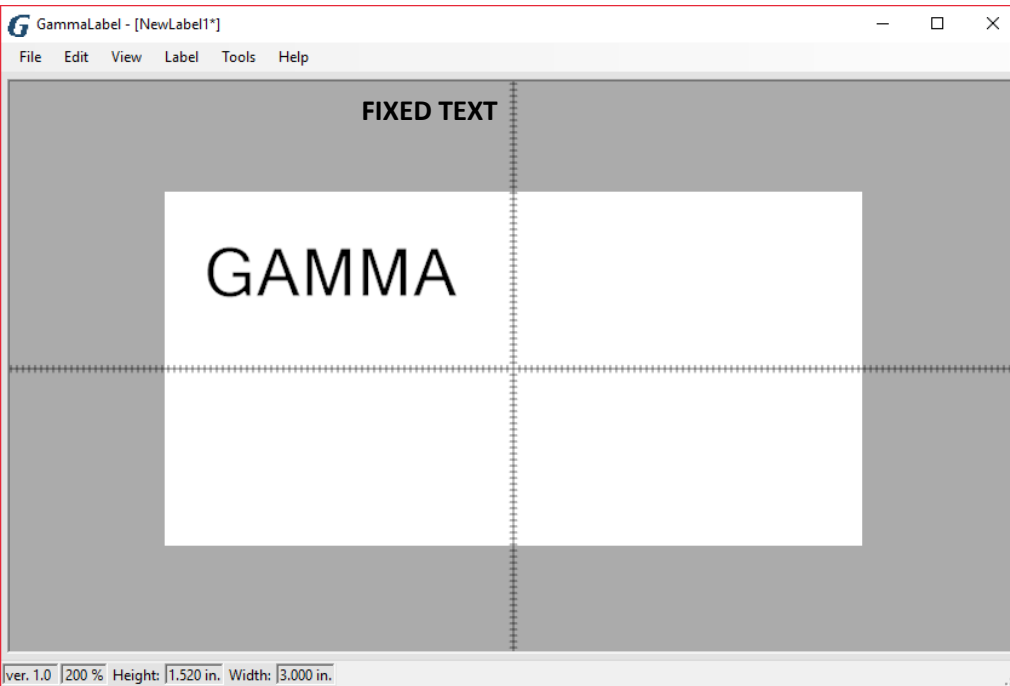 GammaLabel - [NewLabel1*]
File Edit View Label Tools Help
FIXED TEXT
GAMMA
ver. 1.0 200 % Height: 1.520 in. Width: 3.000 in.